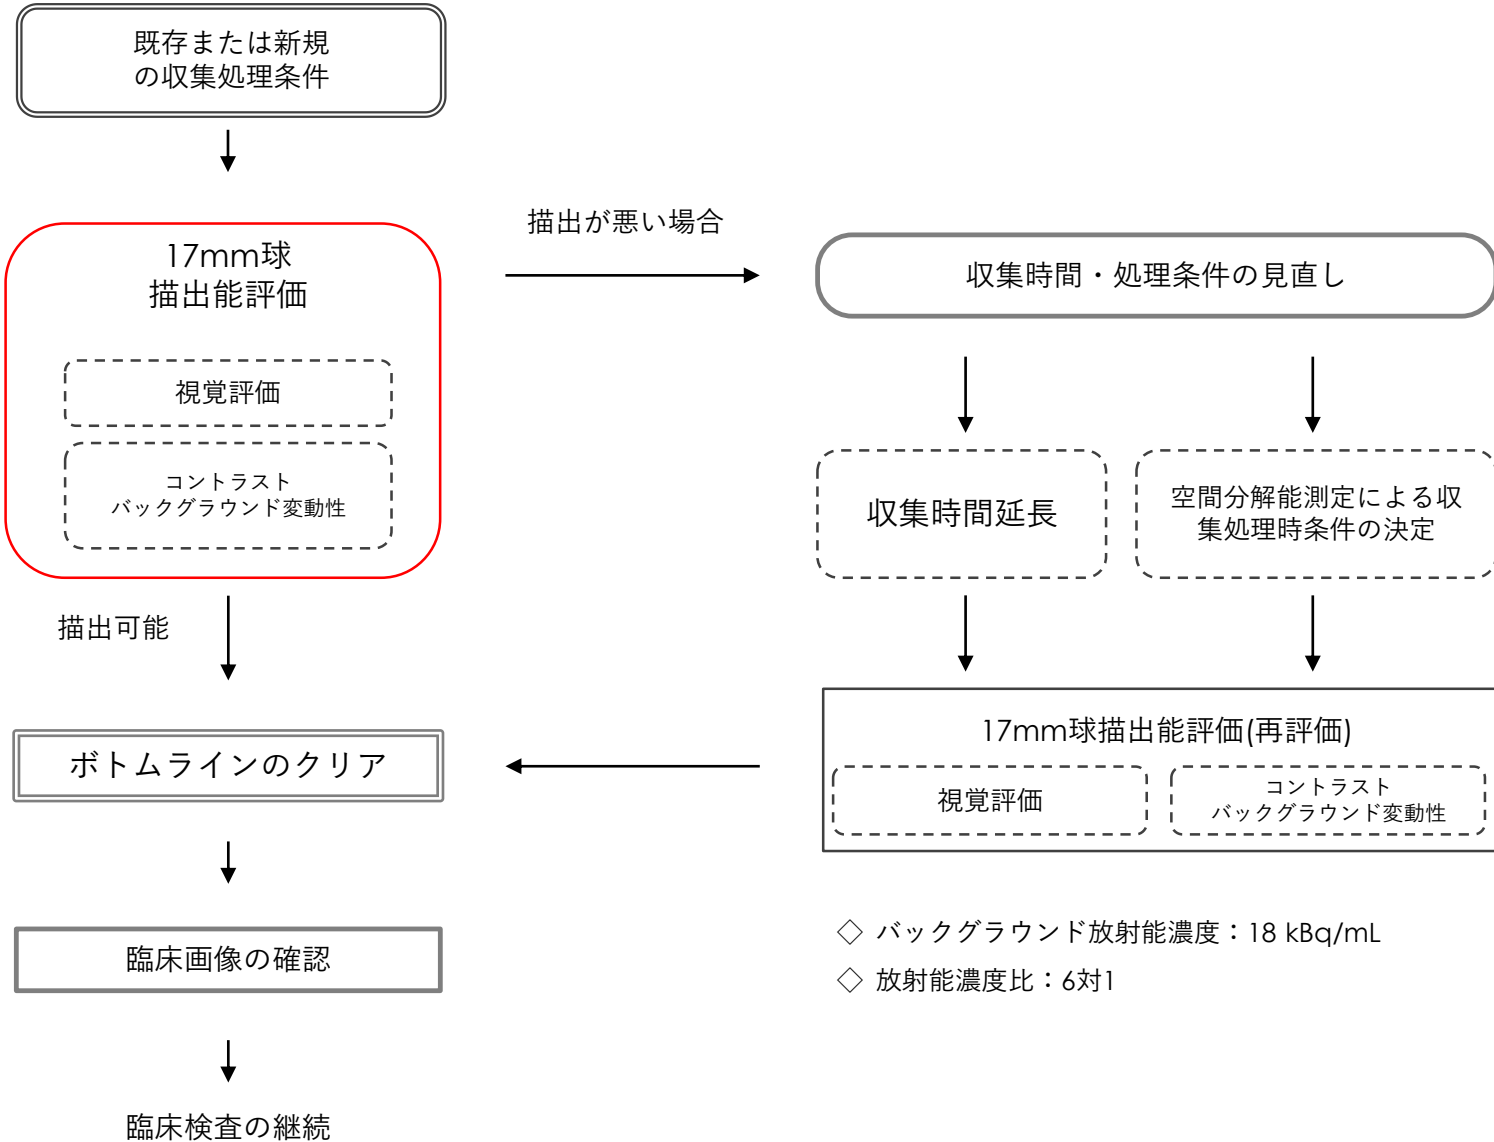 既存または新規
の収集処理条件
17mm球
描出能評価
視覚評価
コントラスト
バックグラウンド変動性
描出可能
ボトムラインのクリア
臨床画像の確認
臨床検査の継続
描出が悪い場合
収集時間・処理条件の見直し
収集時間延長
空間分解能測定による収
集処理時条件の決定
17mm球描出能評価(再評価)
視覚評価
コントラスト
バックグラウンド変動性
◇ バックグラウンド放射能濃度：18 kBq/mL
◇ 放射能濃度比：6対1